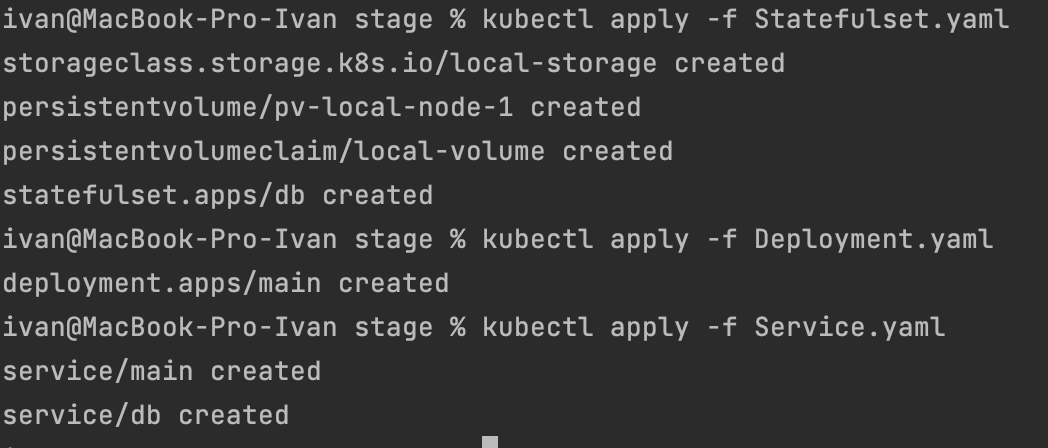 ivan@MacBook-Pro-Ivan stage % kubectl apply -f Statefulset.yaml
storageclass.storage.k8s.io/local-storage created
persistentvolume/pv-local-node-1 created
persistentvolumeclaim/local-volume created
statefulset.apps/db created
ivan@MacBook-Pro-Ivan stage % kubectl apply -f Deployment.yaml
deployment.apps/main created
ivan@MacBook-Pro-Ivan stage % kubectl apply -f Service.yaml
service/main created
service/db created